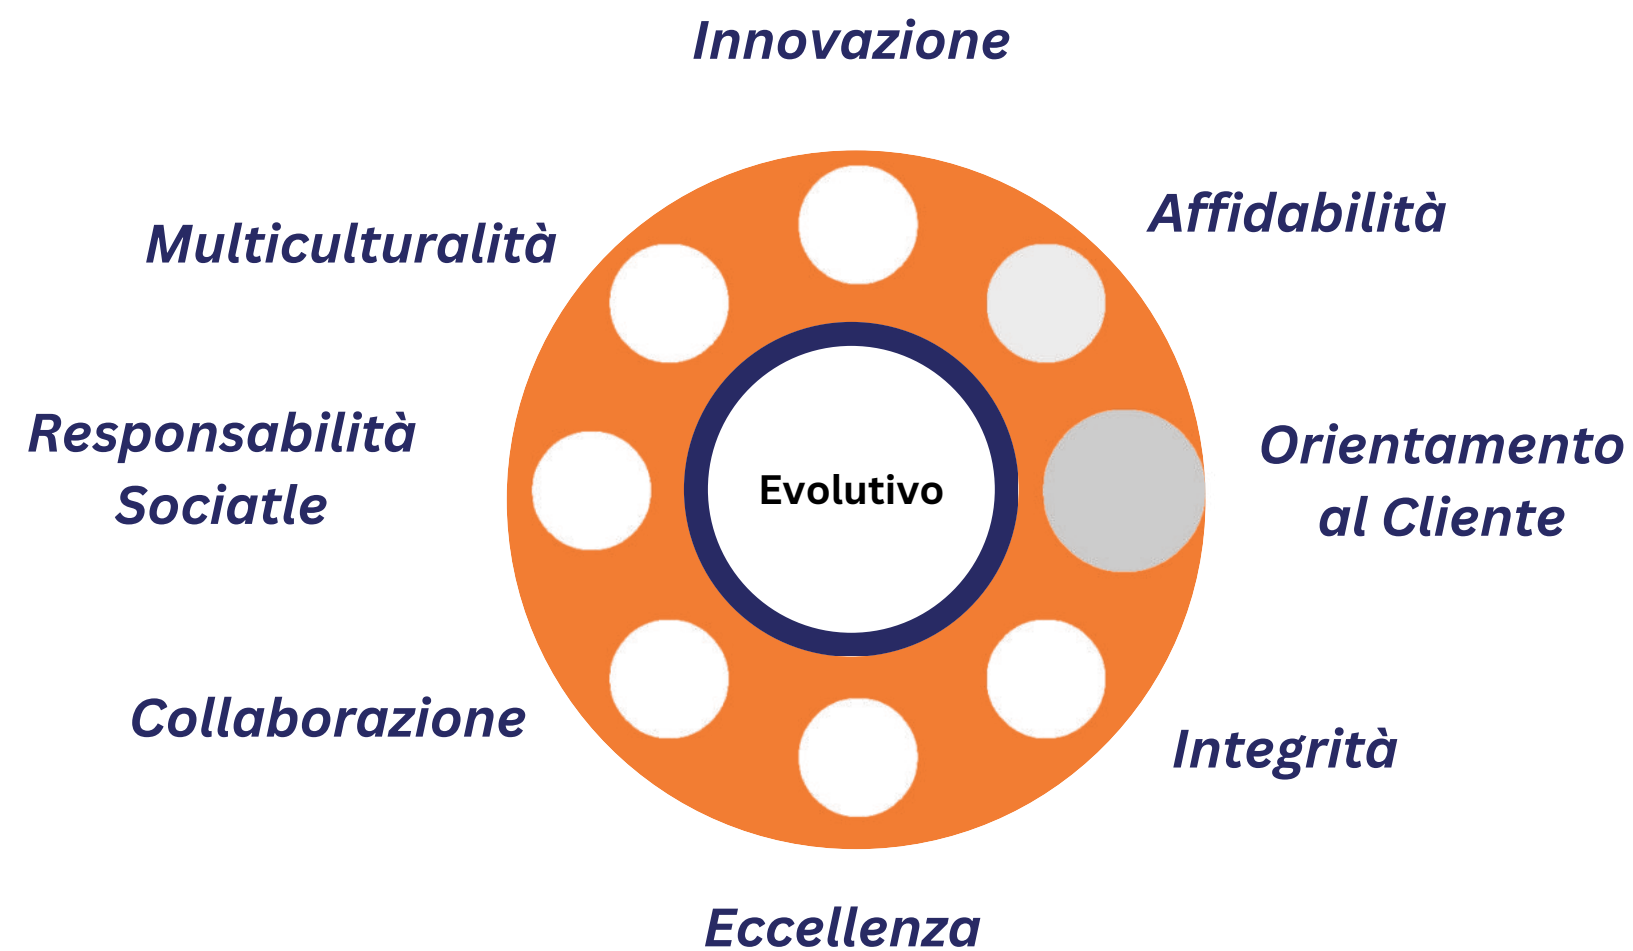 Innovazione
Affidabilità
Multiculturalità
Responsabilità
Sociatle
Orientamento
al Cliente
Evolutivo
Collaborazione
Integrità
Eccellenza